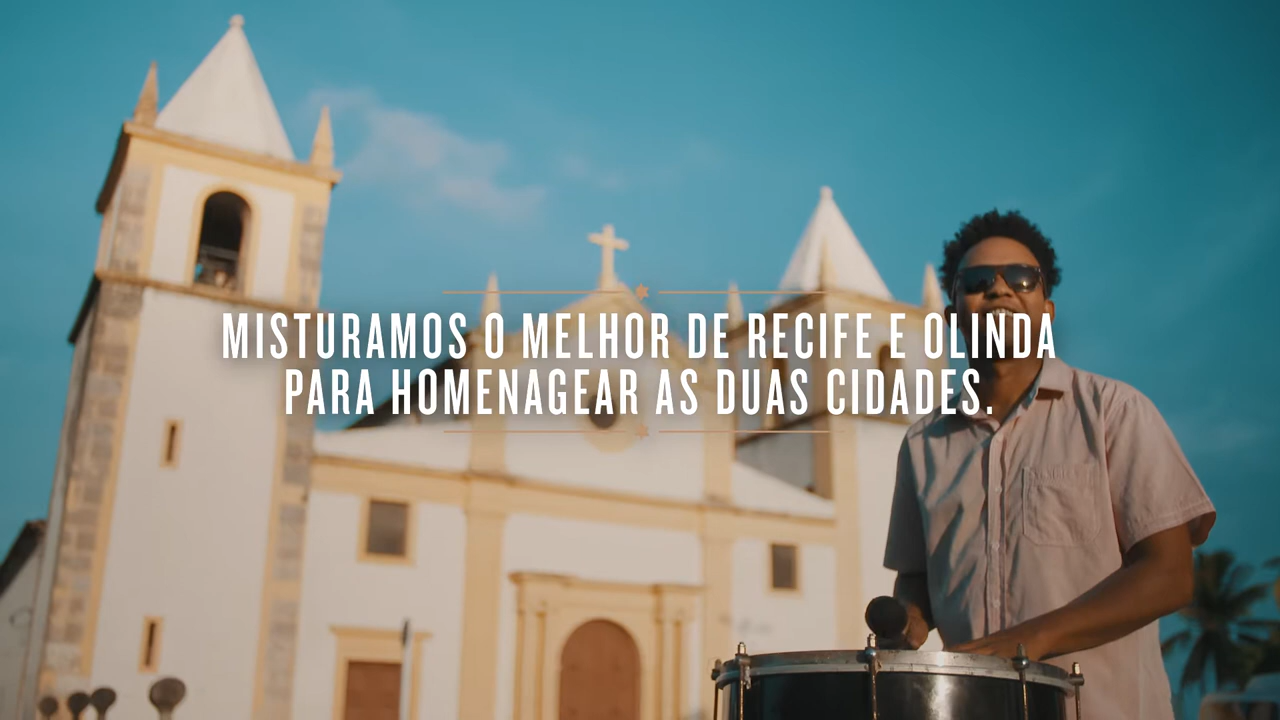 MISTURAMOS O MELHOR DE RECIFE E OLINDA
PARA HOMENAGEAR AS DUAS CIDADES.